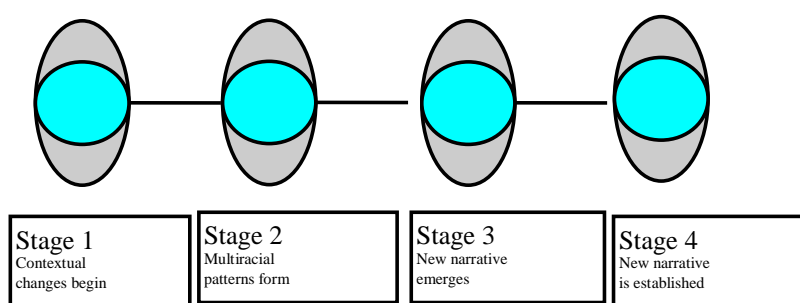 Stage 1
Contextual
changes begin
Stage 2
Multiracial
patterns form
Stage 3
New narrative
emerges
Stage 4
New narrative
is established